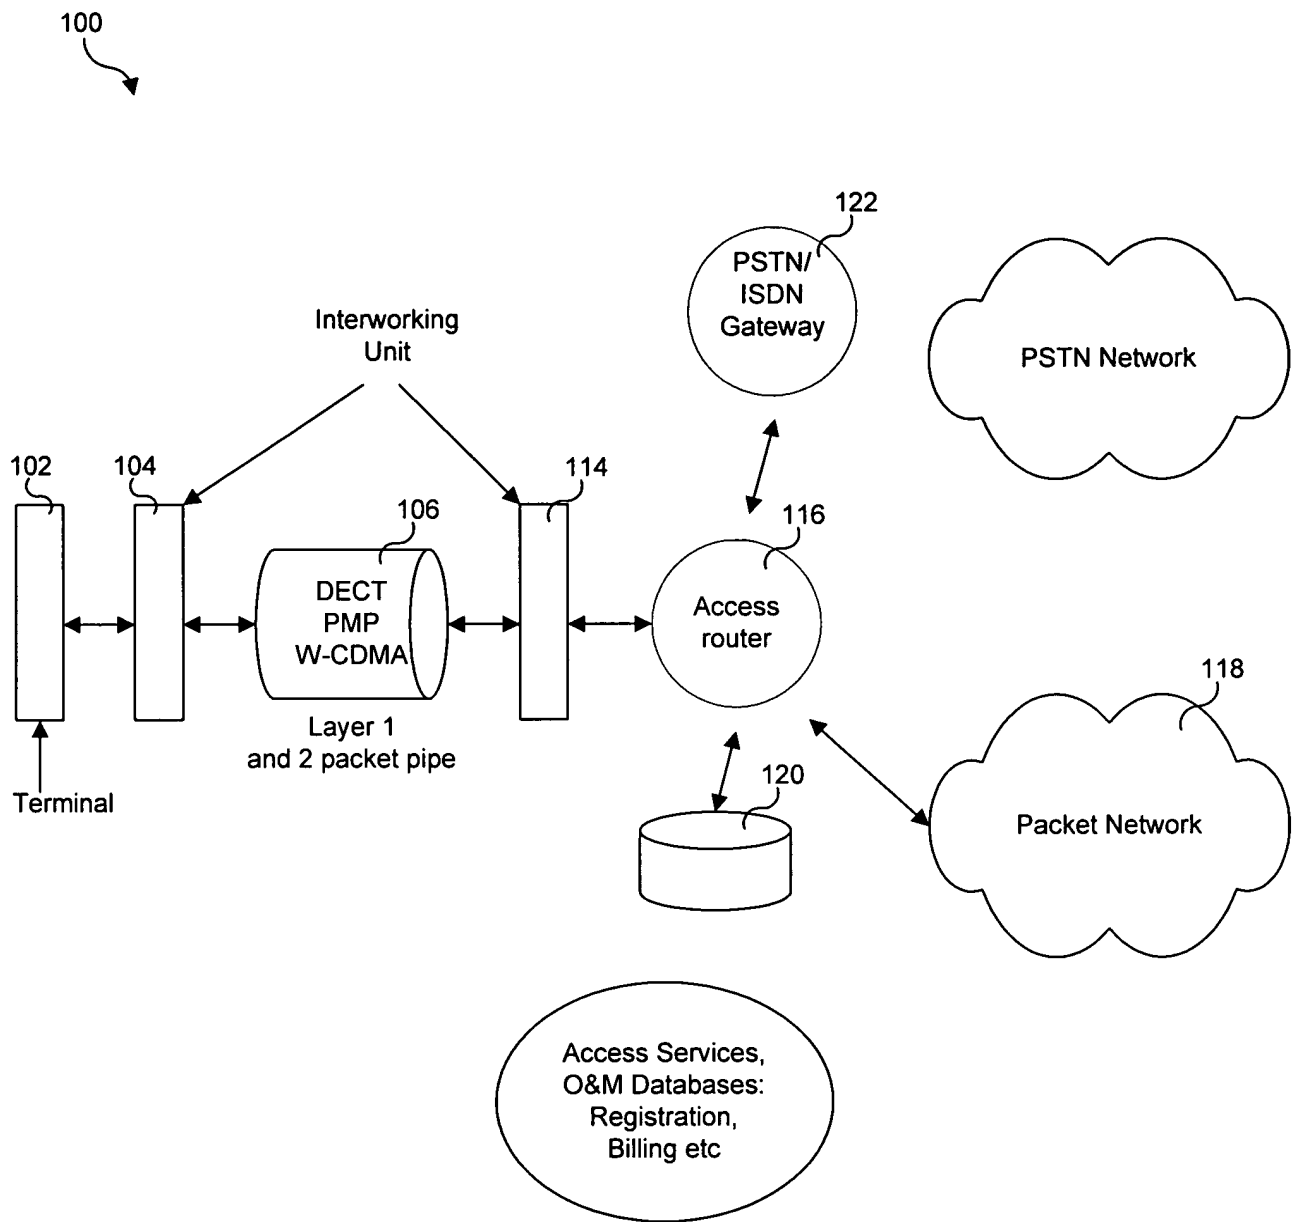 100
122
PSTN/
ISDN
Gateway
PSTN Network
Interworking
Unit
102
104
114
106
116
DECT
PMP
W-CDMA
Access
router
Layer 1
and 2 packet pipe
Terminal
118
120
Packet Network
Access Services,
O&M Databases:
Registration,
Billing etc